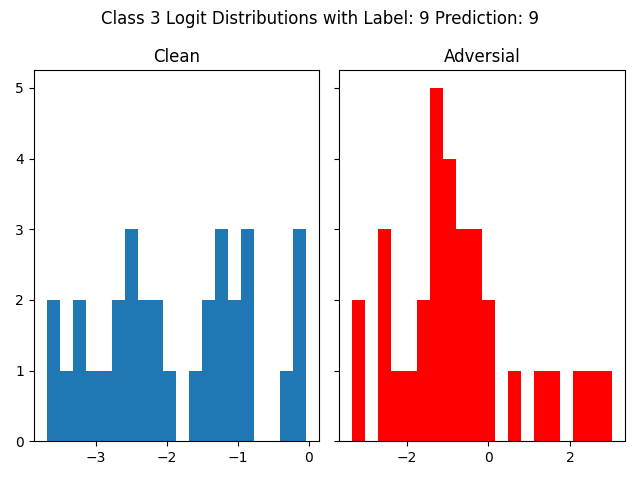 Class 3 Logit Distributions with Label: 9 Prediction: 9
Clean
Adversial
5
4
3
2
1
0
−3 −2 −1 0
−2 0 2